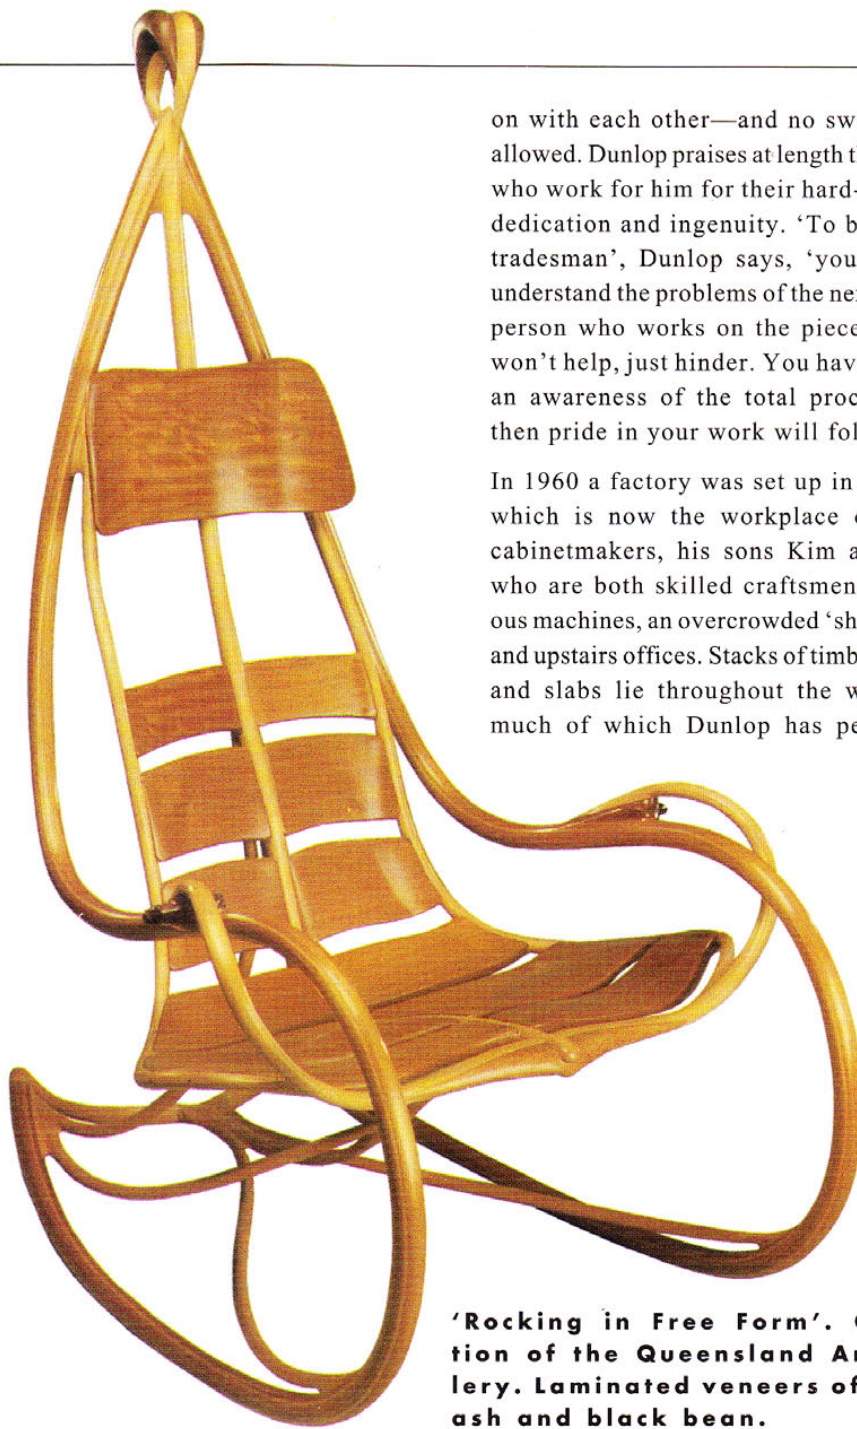 on with each other—and no sw
allowed. Dunlop praises at length t
who work for him for their hard-
dedication and ingenuity. ‘To b
tradesman’, Dunlop says, ‘you
understand the problems of the ne
person who works on the piece
won’t help, just hinder. You hav
an awareness of the total proc
then pride in your work will fol
In 1960 a factory was set up in
which is now the workplace
cabinetmakers, his sons Kim a
who are both skilled craftsmen
ous machines, an overcrowded ‘sh
and upstairs offices. Stacks of timb
and slabs lie throughout the w
much of which Dunlop has pe
‘Rocking in Free Form’.
tion of the Queensland Ar
lery. Laminated veneers of
ash and black bean.